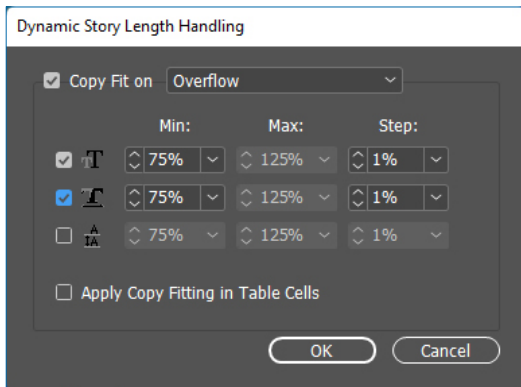 Dynamic Story Length Handling
Copy Fit on Overflow
Min: Max: Step:
75% 125% 1%
75% 125% 1%
75% 125% 1%
Apply Copy Fitting in Table Cells
OK Cancel